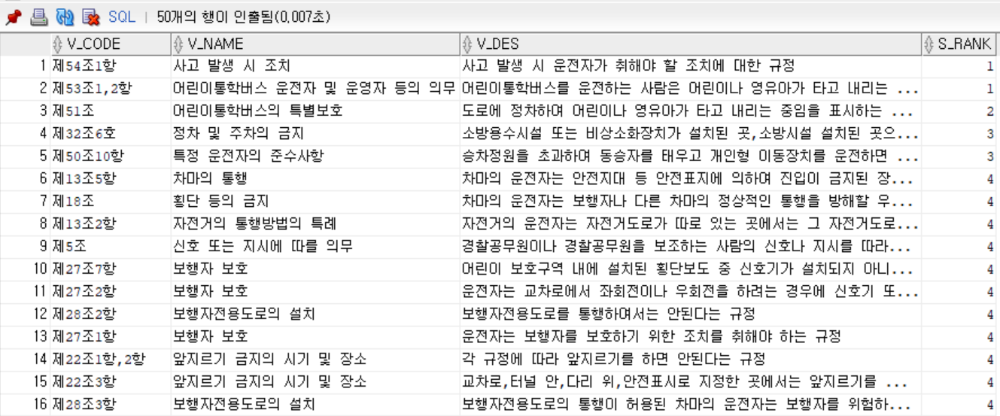 SQL | 50개의 행이 인출됨(0,007초)
V_CODE V_NAME V_DES S_RANK
1 제54조1항 사고 발생 시 조치 사고 발생 시 운전자가 취해야 할 조치에 대한 규정 1
2 제53조1,2항 어린이통학버스 운전자 및 운영자 등의 의무 어린이통학버스를 운전하는 사람은 어린이나 영유아가 타고 내리는 ... 1
3 제51조 어린이통학버스의 특별보호 도로에 정차하여 어린이나 영유아가 타고 내리는 중임을 표시하는 ... 2
4 제32조6호 정차 및 주차의 금지 소방용수시설 또는 비상소화장치가 설치된 곳,소방시설 설치된 곳으... 3
5 제50조10항 특정 운전자의 준수사항 승차정원을 초과하여 동승자를 태우고 개인형 이동장치를 운전하면 ... 3
6 제13조5항 차마의 통행 차마의 운전자는 안전지대 등 안전표지에 의하여 진입이 금지된 장... 4
7 제18조 횡단 등의 금지 차마의 운전자는 보행자나 다른 차마의 정상적인 통행을 방해할 우... 4
8 제13조2항 자전거의 통행방법의 특례 자전거의 운전자는 자전거도로가 따로 있는 곳에서는 그 자전거도로... 4
9 제5조 신호 또는 지시에 따를 의무 경찰공무원이나 경찰공무원을 보조하는 사람의 신호나 지시를 따라... 4
10 제27조7항 보행자 보호 어린이 보호구역 내에 설치된 횡단보도 중 신호기가 설치되지 아니... 4
11 제27조2항 보행자 보호 운전자는 교차로에서 좌회전이나 우회전을 하려는 경우에 신호기 또... 4
12 제28조2항 보행자전용도로의 설치 보행자전용도로를 통행하여서는 안된다는 규정 4
13 제27조1항 보행자 보호 운전자는 보행자를 보호하기 위한 조치를 취해야 하는 규정 4
14 제22조1항,2항 앞지르기 금지의 시기 및 장소 각 규정에 따라 앞지르기를 하면 안된다는 규정 4
15 제22조3항 앞지르기 금지의 시기 및 장소 교차로,터널 안,다리 위,안전표시로 지정한 곳에서는 앞지르기를 ... 4
16 제28조3항 보행자전용도로의 설치 보행자전용도로의 통행이 허용된 차마의 운전자는 보행자를 위험하... 4